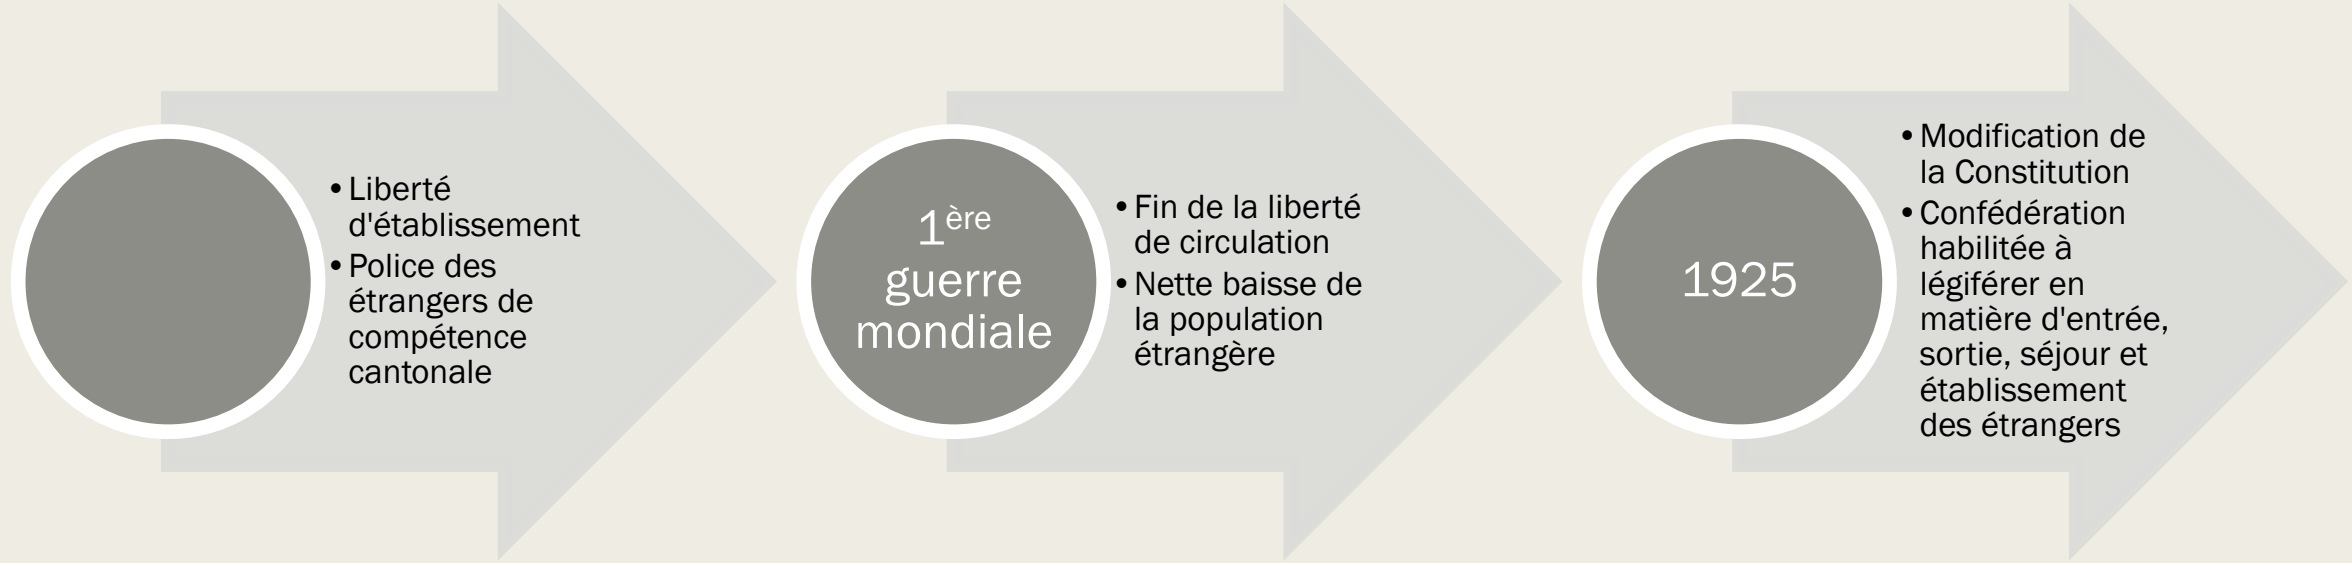 • Liberté
d'établissement
• Police des
étrangers de
compétence
cantonale
1ère
guerre
mondiale
• Fin de la liberté
de circulation
• Nette baisse de
la population
étrangère
1925
• Modification de
la Constitution
• Confédération
habilitée à
légiférer en
matière d'entrée,
sortie, séjour et
établissement
des étrangers